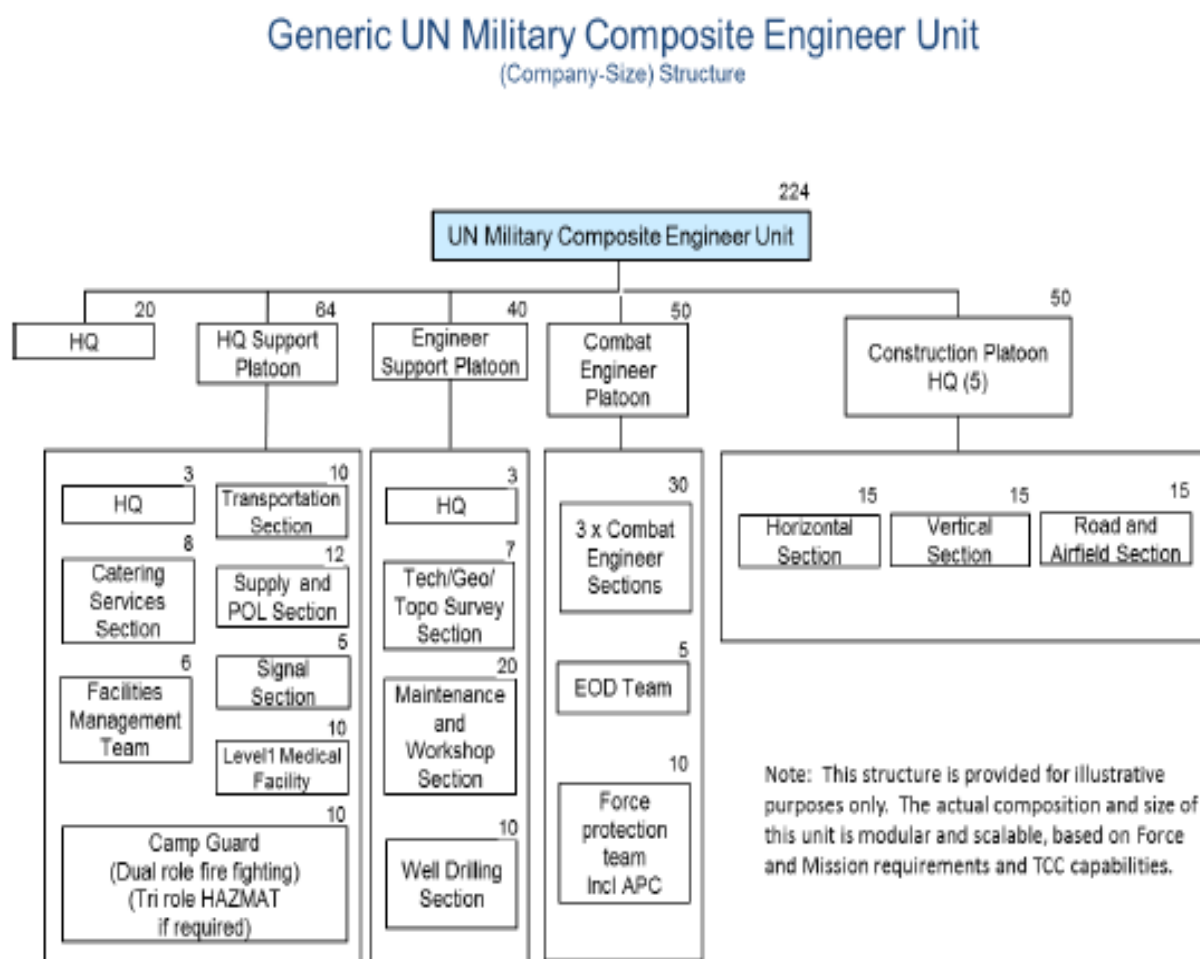 Generic UN Military Composite Engineer Unit
(Company-Size) Structure
224
UN Military Composite Engineer Unit
20
HQ
64
HQ Support
Platoon
40
Engineer
Support Platoon
50
Combat
Engineer
Platoon
50
Construction Platoon
HQ (5)
3
HQ
10
Transportation
Section
8
Catering
Services
Section
12
Supply and
POL Section
6
Facilities
Management
Team
5
Signal
Section
10
Level1 Medical
Facility
10
Camp Guard
(Dual role fire fighting)
(Tri role HAZMAT
if required)
3
HQ
7
Tech/Geo/
Topo Survey
Section
20
Maintenance
and
Workshop
Section
10
Well Drilling
Section
30
3 x Combat
Engineer
Sections
5
EOD Team
10
Force
protection
team
Incl APC
15
Horizontal
Section
15
Vertical
Section
15
Road and
Airfield Section
Note: This structure is provided for illustrative
purposes only. The actual composition and size of
this unit is modular and scalable, based on Force
and Mission requirements and TCC capabilities.